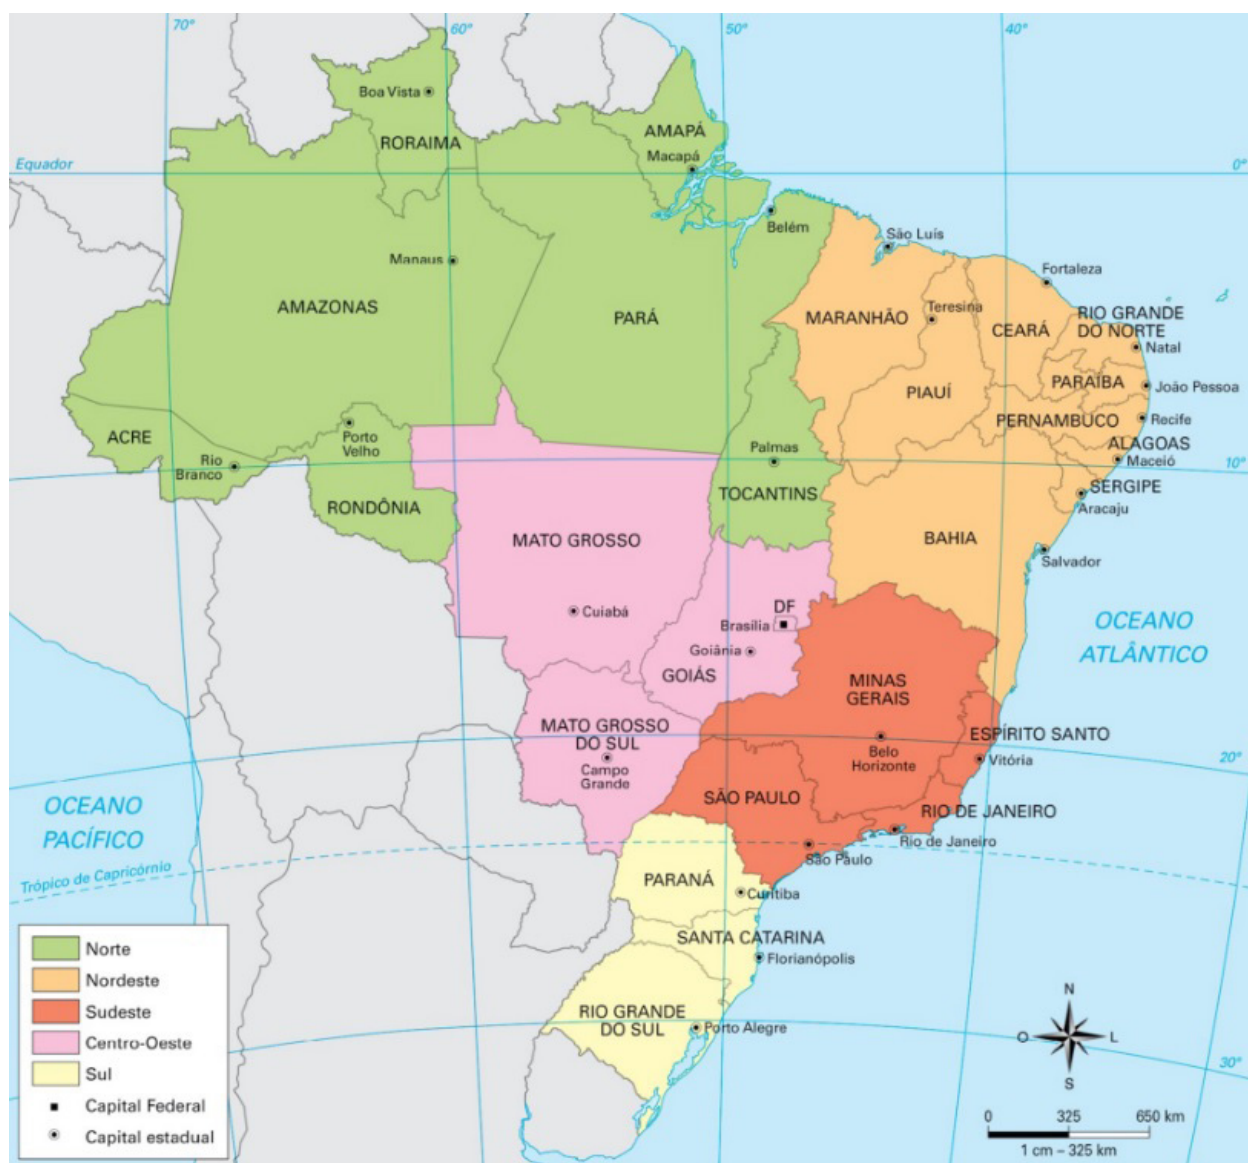 70°
60°
50°
40°
Boa Vista
RORAIMA
AMAPÁ
Macapá
Equador
0°
Belém
São Luís
Manaus
Fortaleza
AMAZONAS
PARÁ
MARANHÃO
Teresina
CEARÁ
RIO GRANDE
DO NORTE
Natal
PIAUÍ
PARAÍBA
João Pessoa
ACRE
Porto
Velho
PERNAMBUCO
Recife
Rio
Branco
Palmas
ALAGOAS
Maceió
10°
RONDÔNIA
TOCANTINS
SERGIPE
Aracaju
MATO GROSSO
BAHIA
Salvador
Cuiabá
DF
Brasília
Goiânia
GOIÁS
OCEANO
ATLÂNTICO
MINAS
GERAIS
MATO GROSSO
DO SUL
Campo
Grande
Belo
Horizonte
ESPÍRITO SANTO
Vitória
20°
OCEANO
PACÍFICO
SÃO PAULO
RIO DE JANEIRO
Rio de Janeiro
São Paulo
Trópico de Capricórnio
PARANÁ
Curitiba
SANTA CATARINA
Florianópolis
RIO GRANDE
DO SUL
Porto Alegre
30°
Norte
Nordeste
Sudeste
Centro-Oeste
Sul
Capital Federal
Capital estadual
N
O
L
S
0 325 650 km
1 cm – 325 km